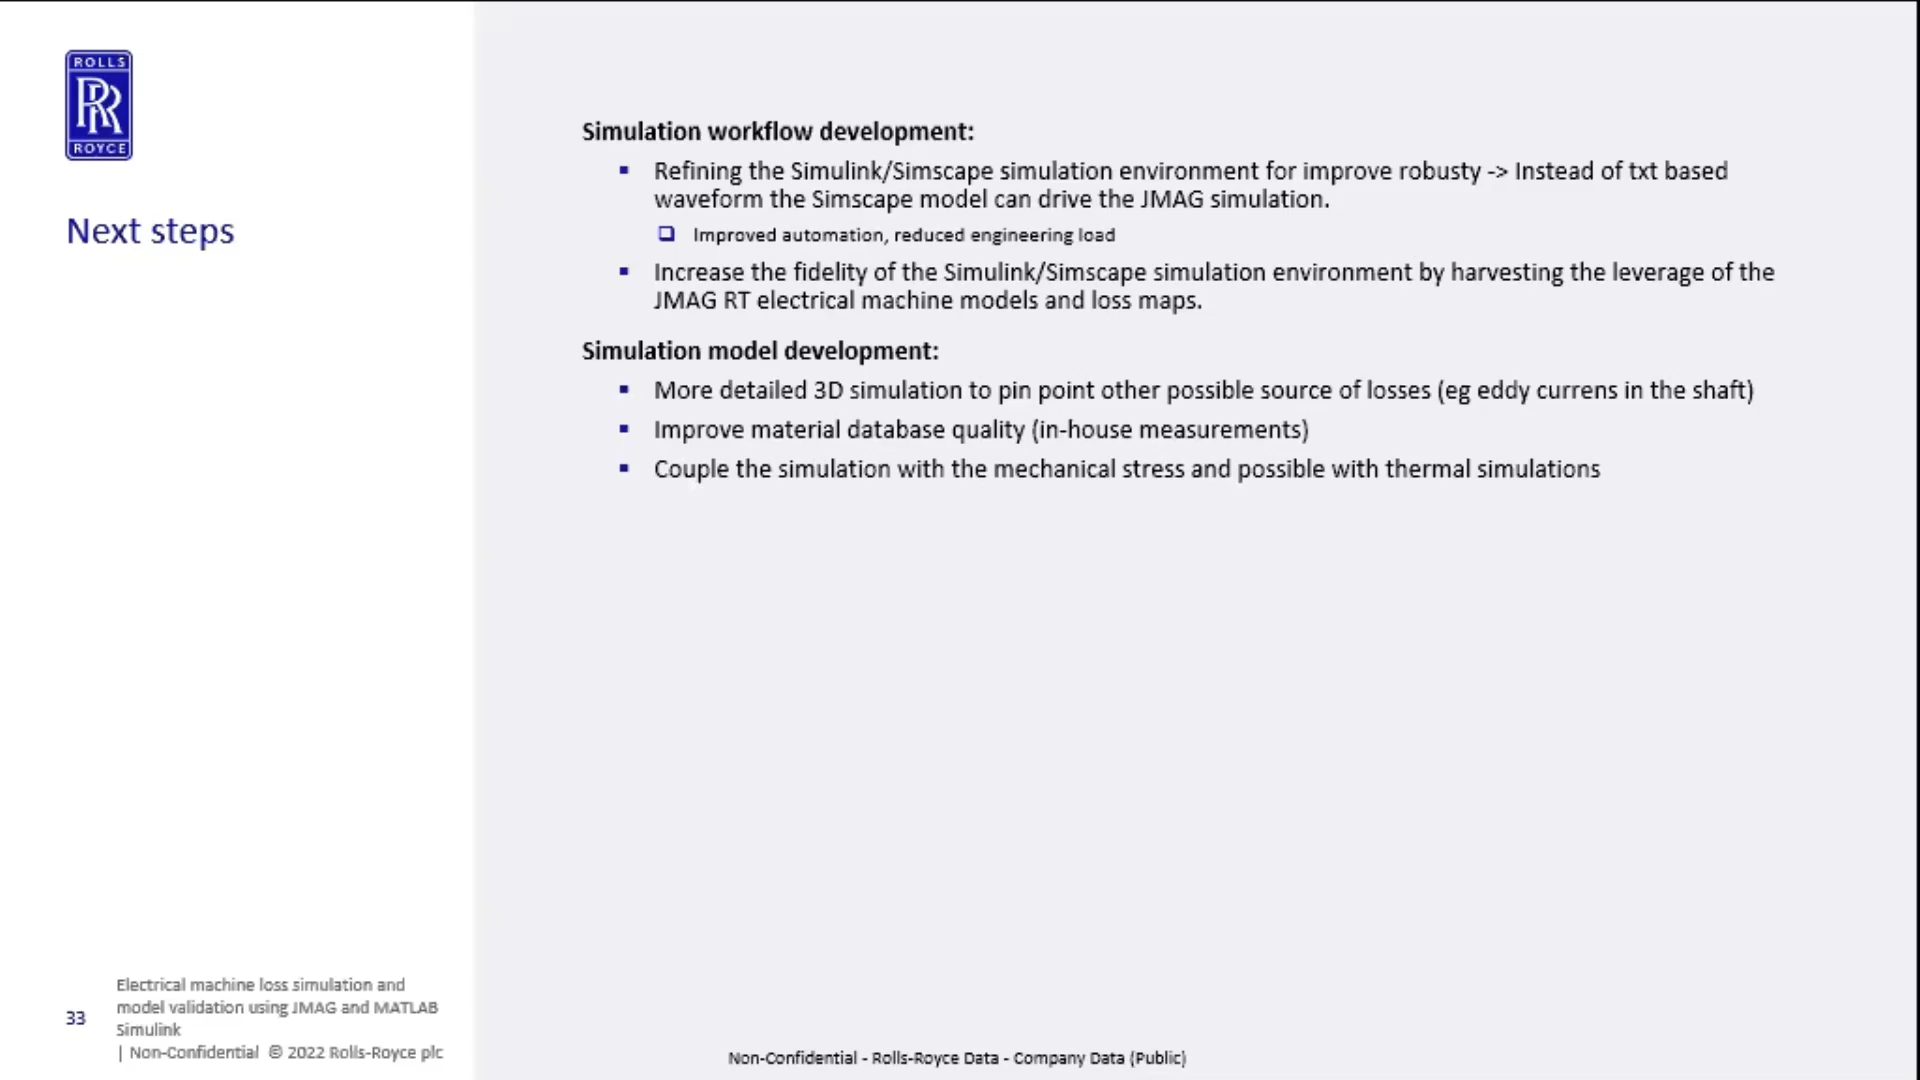 ROLLS
RR
ROYCE
Next steps
Simulation workflow development:
▪ Refining the Simulink/Simscape simulation environment for improve robusty -> Instead of txt based
waveform the Simscape model can drive the JMAG simulation.
❑ Improved automation, reduced engineering load
▪ Increase the fidelity of the Simulink/Simscape simulation environment by harvesting the leverage of the
JMAG RT electrical machine models and loss maps.
Simulation model development:
▪ More detailed 3D simulation to pin point other possible source of losses (eg eddy currens in the shaft)
▪ Improve material database quality (in-house measurements)
▪ Couple the simulation with the mechanical stress and possible with thermal simulations
33
Electrical machine loss simulation and
model validation using JMAG and MATLAB
Simulink
| Non-Confidential © 2022 Rolls-Royce plc
Non-Confidential - Rolls-Royce Data - Company Data (Public)